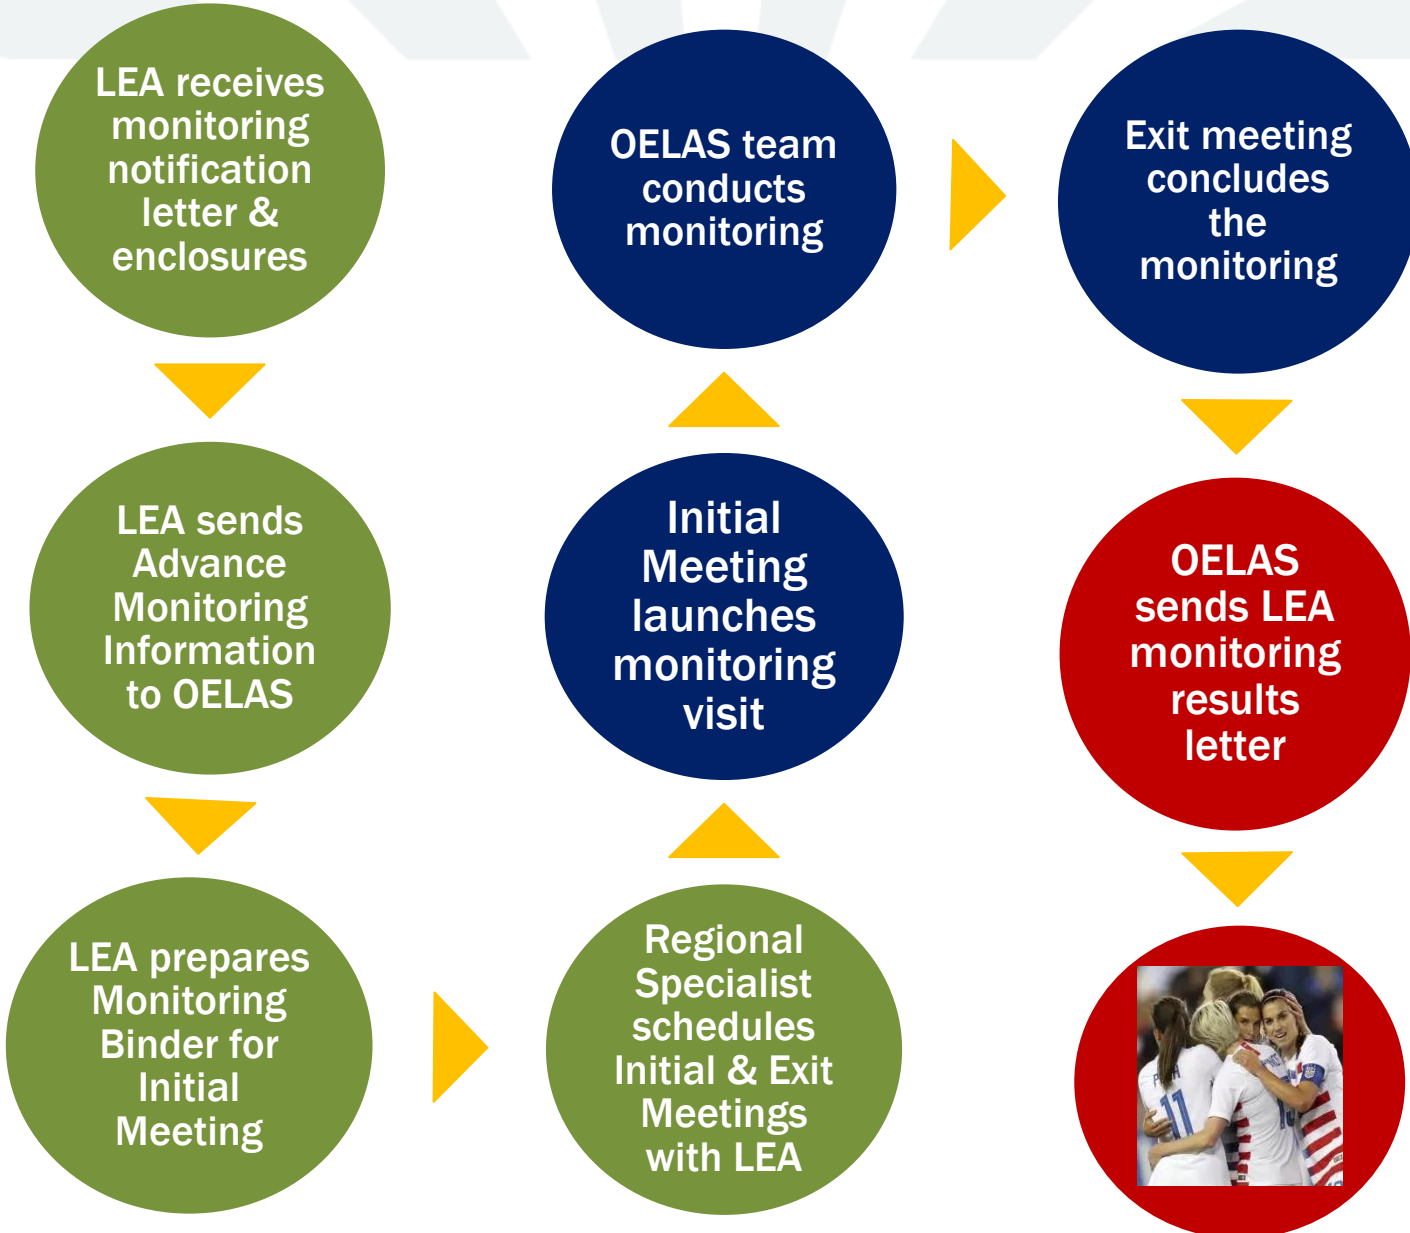 LEA receives
monitoring
notification
letter &
enclosures
LEA sends
Advance
Monitoring
Information
to OELAS
LEA prepares
Monitoring
Binder for
Initial
Meeting
Regional
Specialist
schedules
Initial & Exit
Meetings
with LEA
Initial
Meeting
launches
monitoring
visit
OELAS team
conducts
monitoring
Exit meeting
concludes
the
monitoring
OELAS
sends LEA
monitoring
results
letter
11